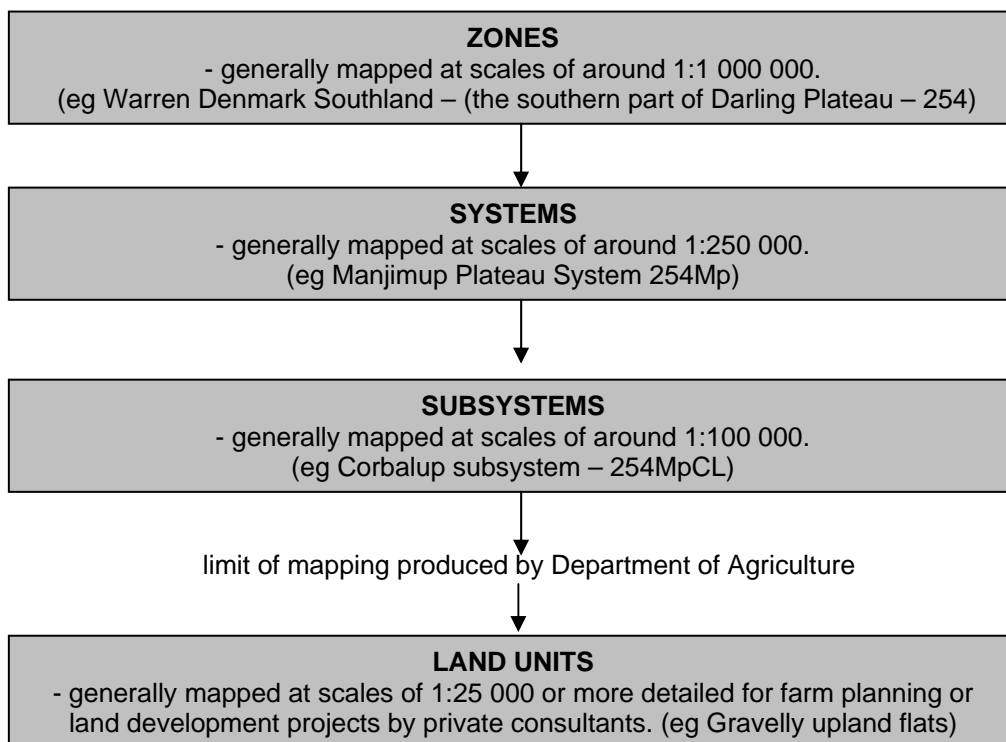 ZONES
- generally mapped at scales of around 1:1 000 000.
(eg Warren Denmark Southland – (the southern part of Darling Plateau – 254)
SYSTEMS
- generally mapped at scales of around 1:250 000.
(eg Manjimup Plateau System 254Mp)
SUBSYSTEMS
- generally mapped at scales of around 1:100 000.
(eg Corbalup subsystem – 254MpCL)
limit of mapping produced by Department of Agriculture
LAND UNITS
- generally mapped at scales of 1:25 000 or more detailed for farm planning or
land development projects by private consultants. (eg Gravelly upland flats)